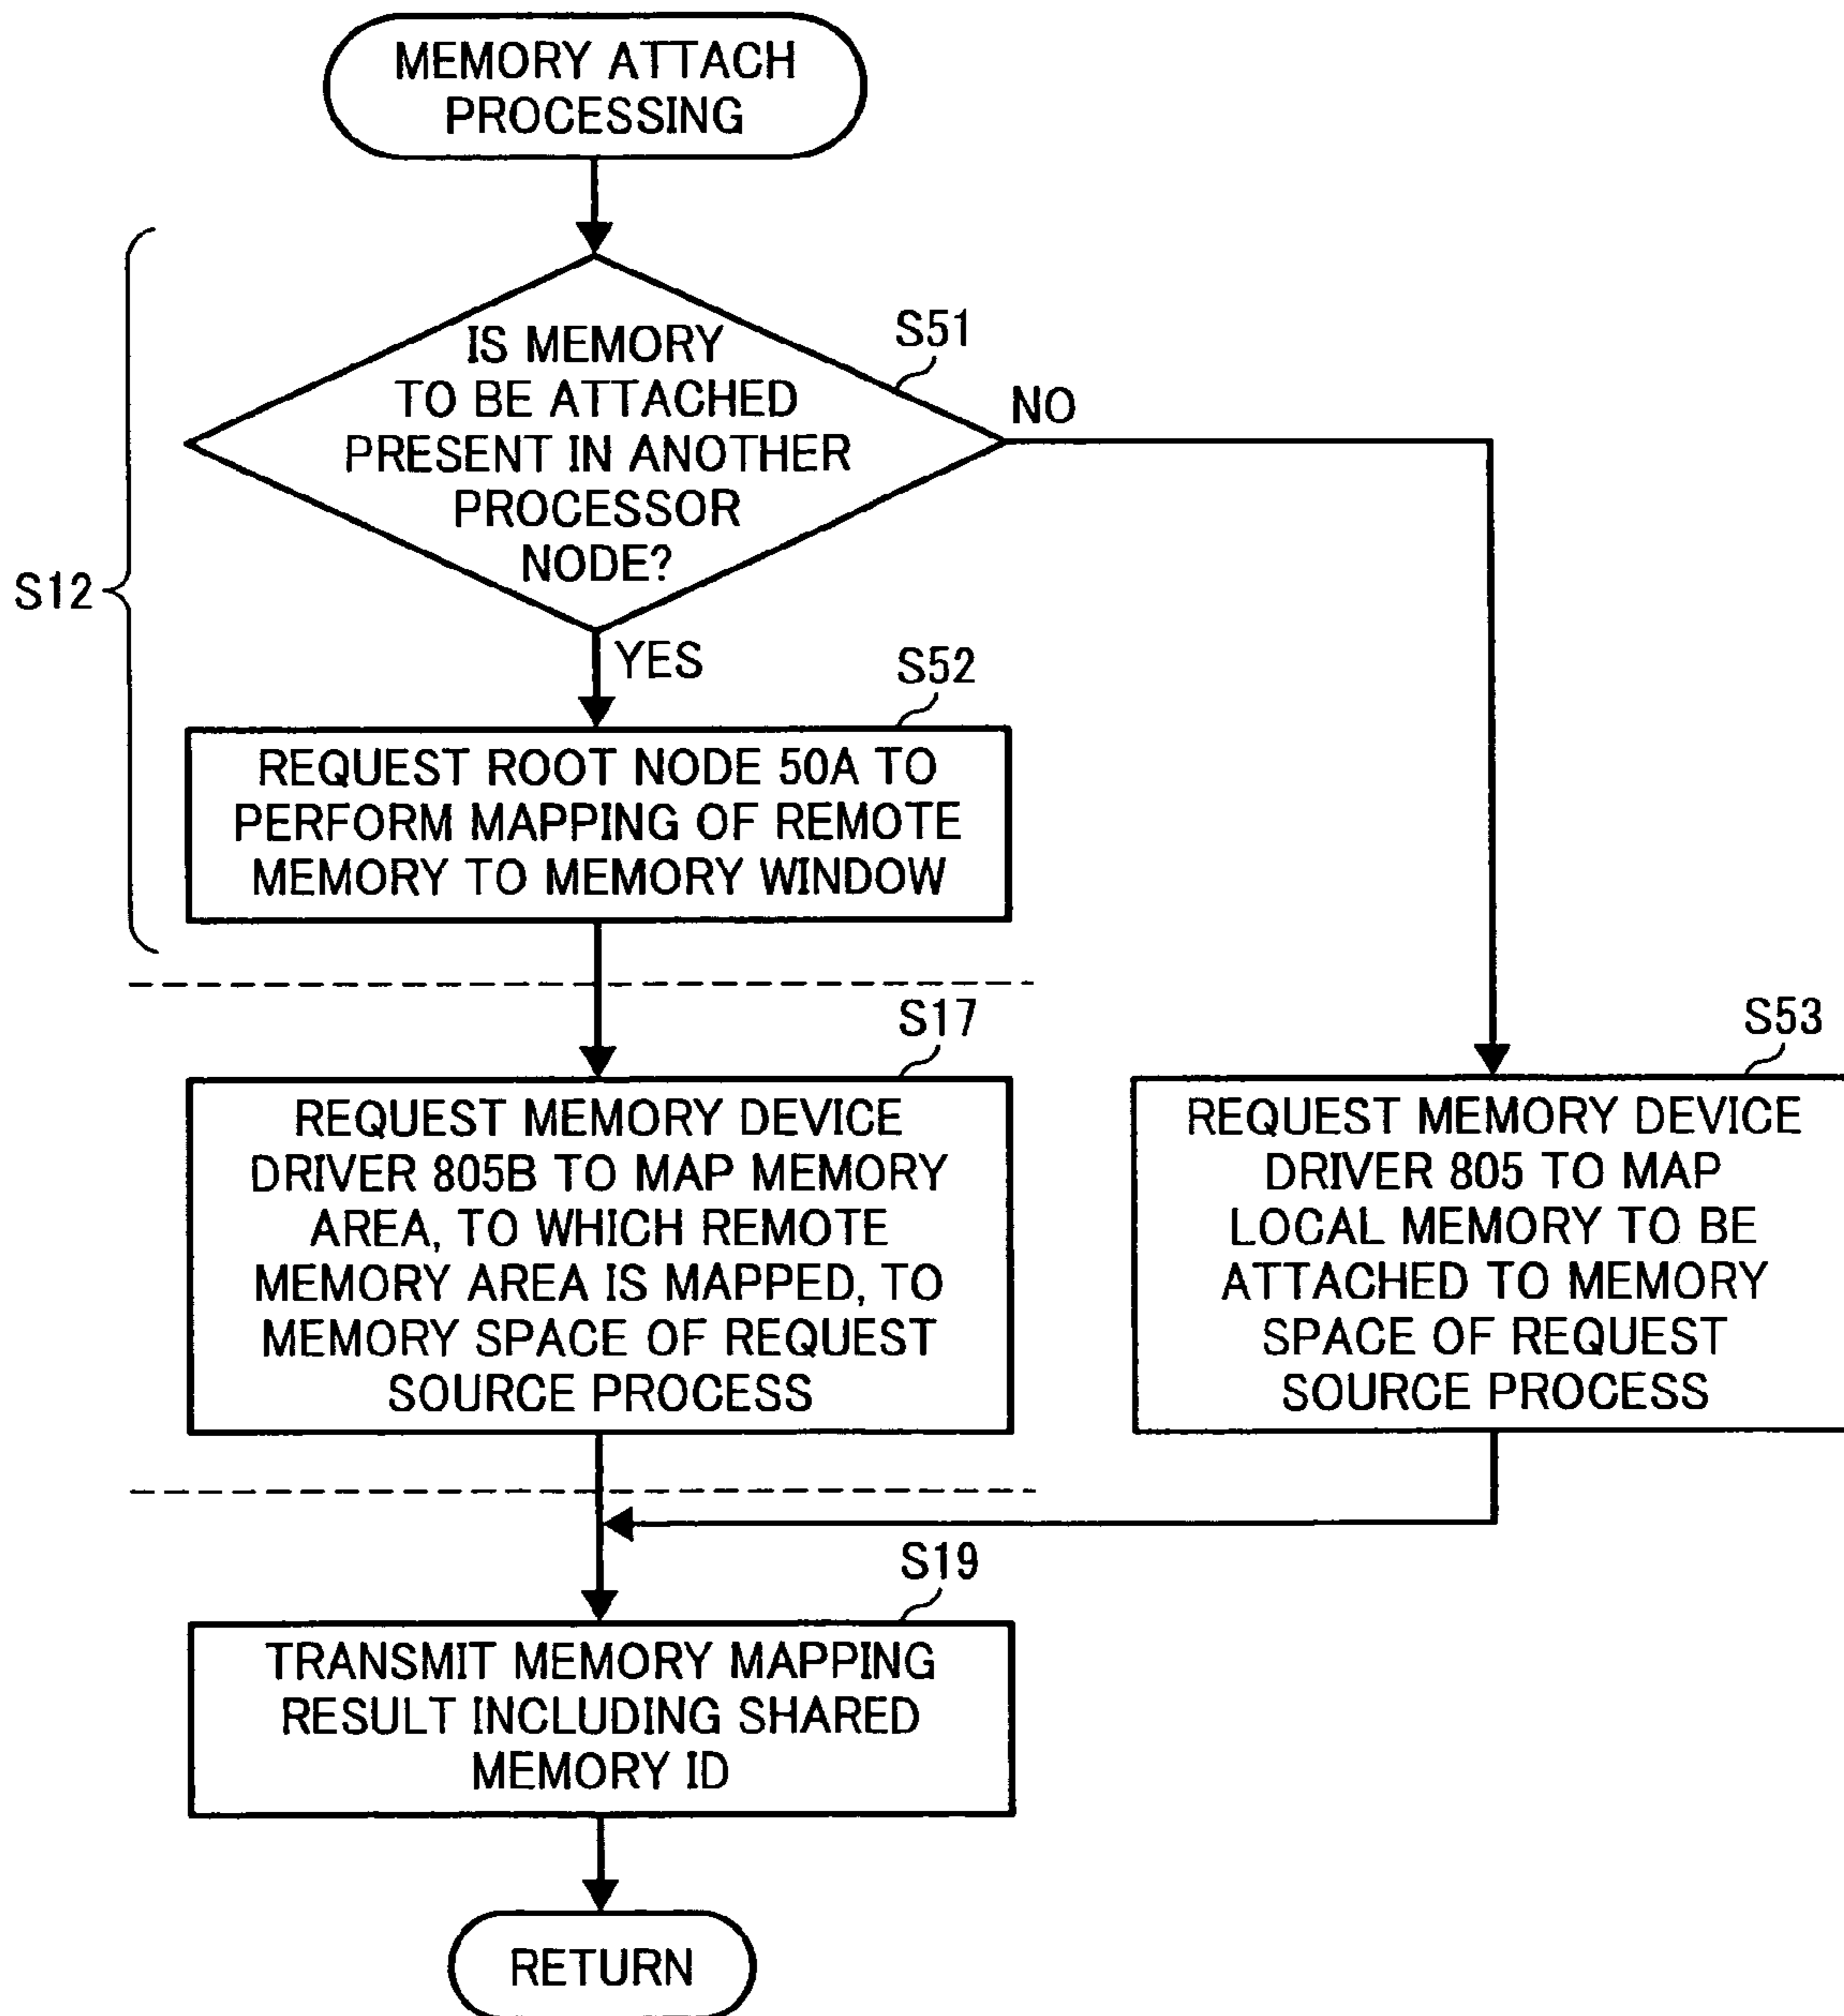 MEMORY ATTACH
PROCESSING
S51
IS MEMORY
TO BE ATTACHED
PRESENT IN ANOTHER
PROCESSOR
NODE?
NO
S12
YES
S52
REQUEST ROOT NODE 50A TO
PERFORM MAPPING OF REMOTE
MEMORY TO MEMORY WINDOW
S17
REQUEST MEMORY DEVICE
DRIVER 805B TO MAP MEMORY
AREA, TO WHICH REMOTE
MEMORY AREA IS MAPPED, TO
MEMORY SPACE OF REQUEST
SOURCE PROCESS
S53
REQUEST MEMORY DEVICE
DRIVER 805 TO MAP
LOCAL MEMORY TO BE
ATTACHED TO MEMORY
SPACE OF REQUEST
SOURCE PROCESS
S19
TRANSMIT MEMORY MAPPING
RESULT INCLUDING SHARED
MEMORY ID
RETURN